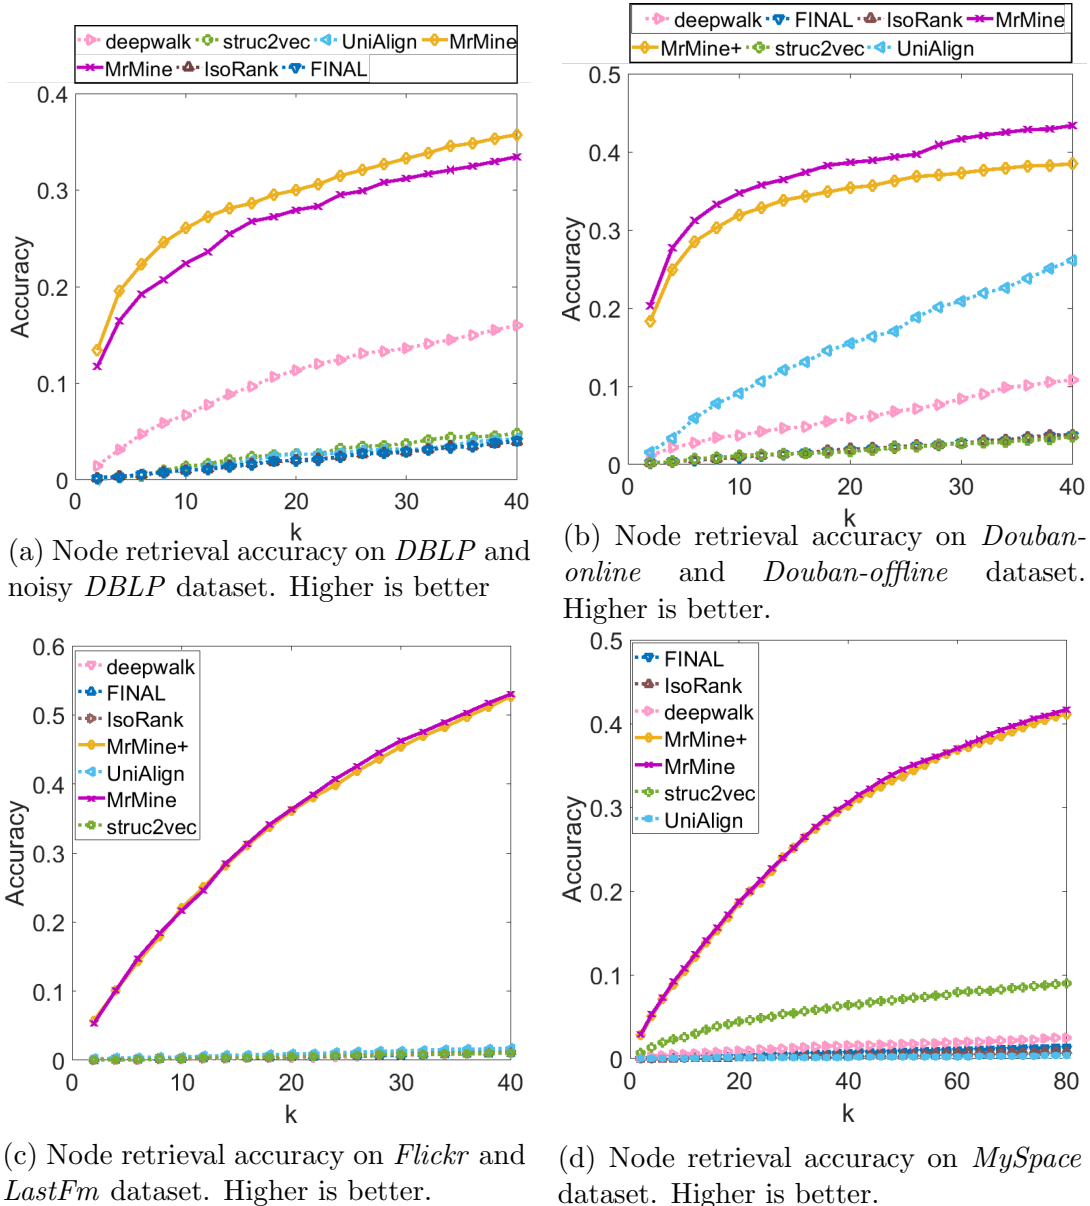 deepwalk struc2vec UniAlign MrMine
MrMine IsoRank FINAL
0.4
0.3
0.2
0.1
0
Accuracy
0 10 20 30 40
k
(a) Node retrieval accuracy on DBLP and
noisy DBLP dataset. Higher is better
deepwalk FINAL IsoRank MrMine
MrMine+ struc2vec UniAlign
0.5
0.4
0.3
0.2
0.1
0
Accuracy
0 10 20 30 40
k
(b) Node retrieval accuracy on Douban-
online and Douban-offline dataset.
Higher is better.
0.6
0.5
0.4
0.3
0.2
0.1
0
Accuracy
deepwalk
FINAL
IsoRank
MrMine+
UniAlign
MrMine
struc2vec
0 10 20 30 40
k
(c) Node retrieval accuracy on Flickr and
LastFm dataset. Higher is better.
0.5
0.4
0.3
0.2
0.1
0
Accuracy
FINAL
IsoRank
deepwalk
MrMine+
MrMine
struc2vec
UniAlign
0 20 40 60 80
k
(d) Node retrieval accuracy on MySpace
dataset. Higher is better.